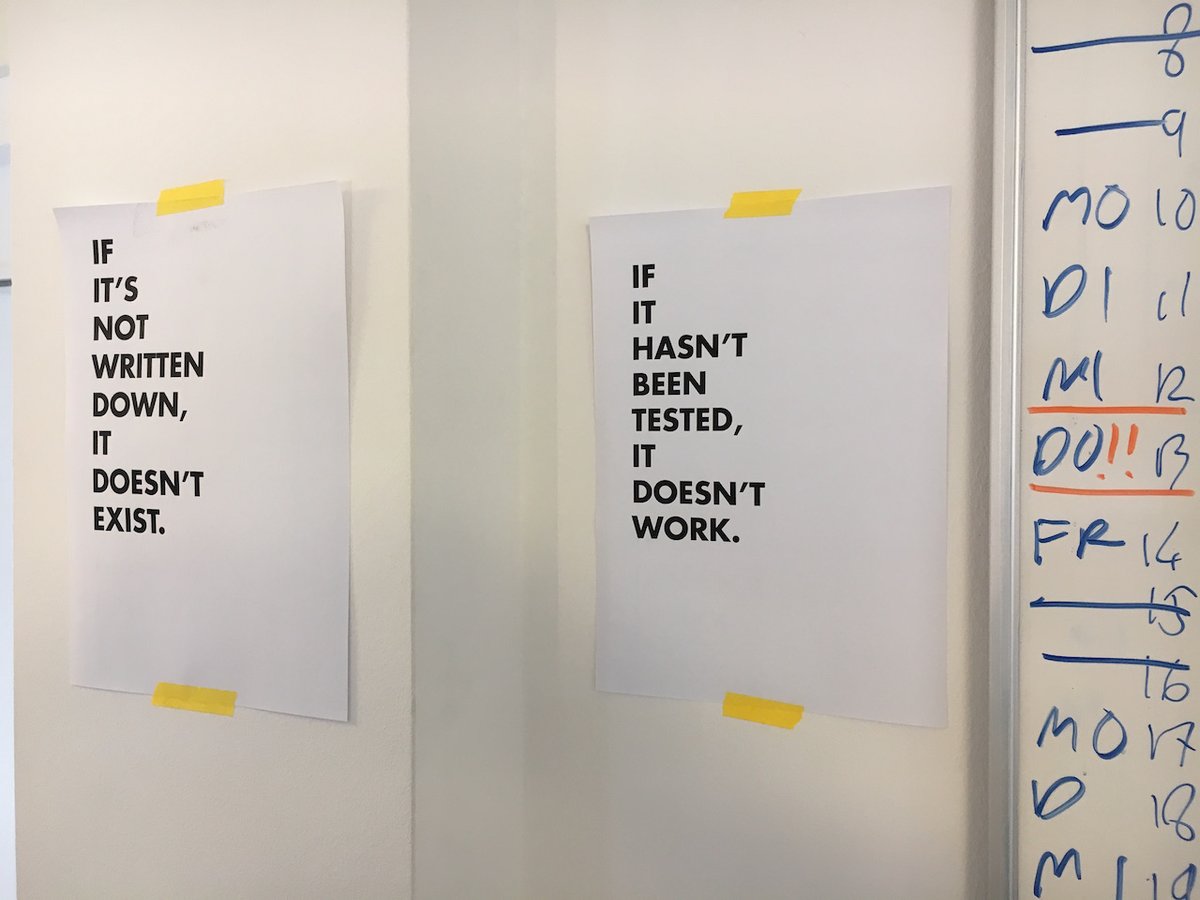 IF
IT'S
NOT
WRITTEN
DOWN,
IT
DOESN'T
EXIST.
IF
IT
HASN'T
BEEN
TESTED,
IT
DOESN'T
WORK.
8
9
MO 10
DI 11
MI 12
DO!! 13
FR 14
15
16
MO 17
D 18
M I 19